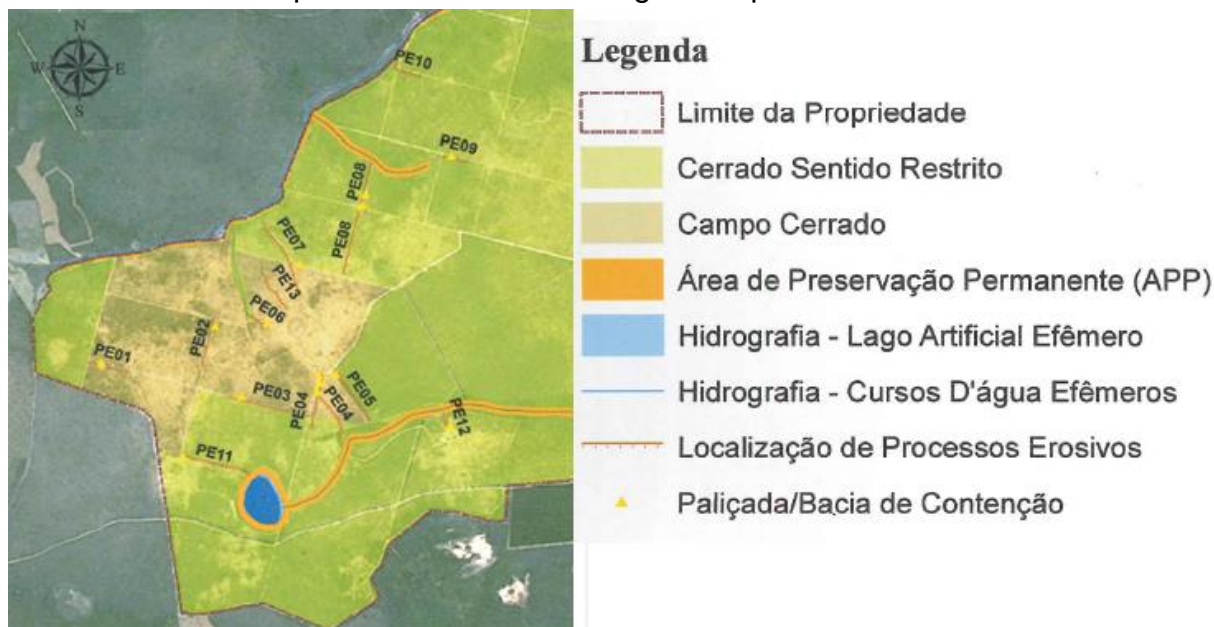 N
W E
S
PE10
PE09
PE08
PE08
PE07
PE13
PE06
PE02
PE01
PE03
PE04
PE04
PE05
PE12
PE11
Legenda
Limite da Propriedade
Cerrado Sentido Restrito
Campo Cerrado
Área de Preservação Permanente (APP)
Hidrografia - Lago Artificial Efêmero
Hidrografia - Cursos D'água Efêmeros
Localização de Processos Erosivos
Paliçada/Bacia de Contenção